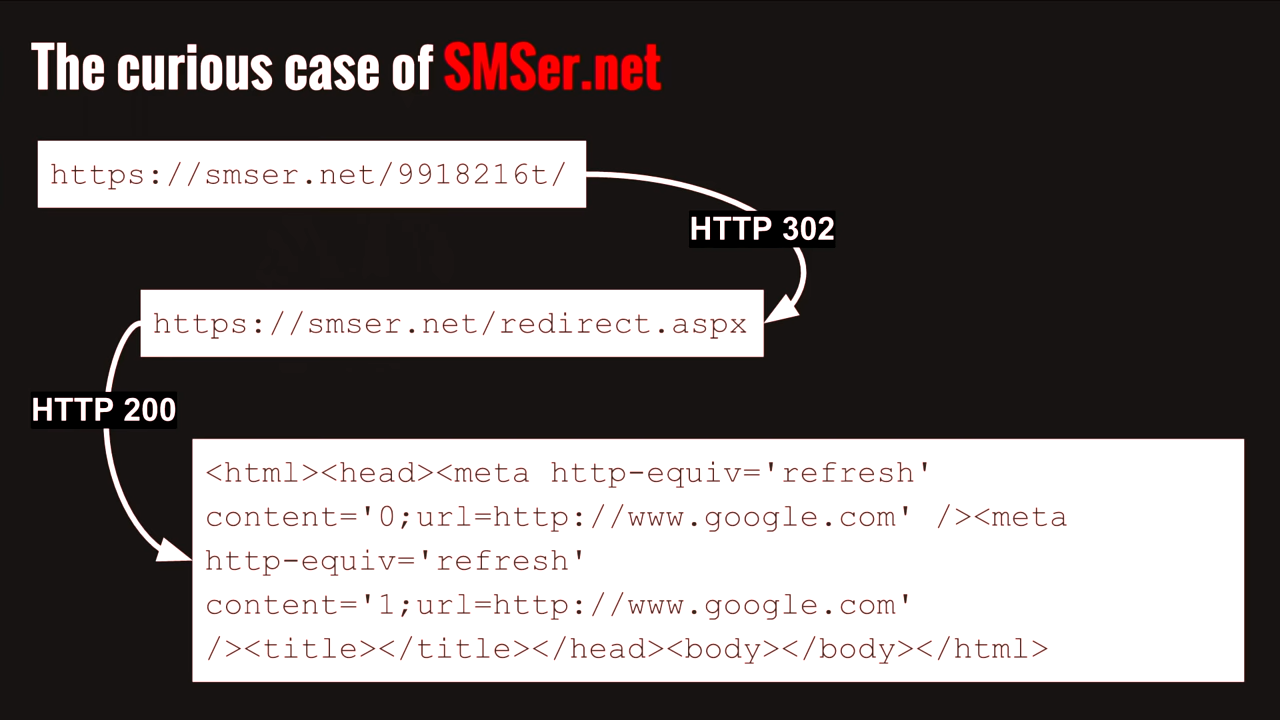 The curious case of SMSer.net
https://smser.net/9918216t/
HTTP 302
https://smser.net/redirect.aspx
HTTP 200
<html><head><meta http-equiv='refresh'
content='0;url=http://www.google.com' /><meta
http-equiv='refresh'
content='1;url=http://www.google.com'
/><title></title></head><body></body></html>